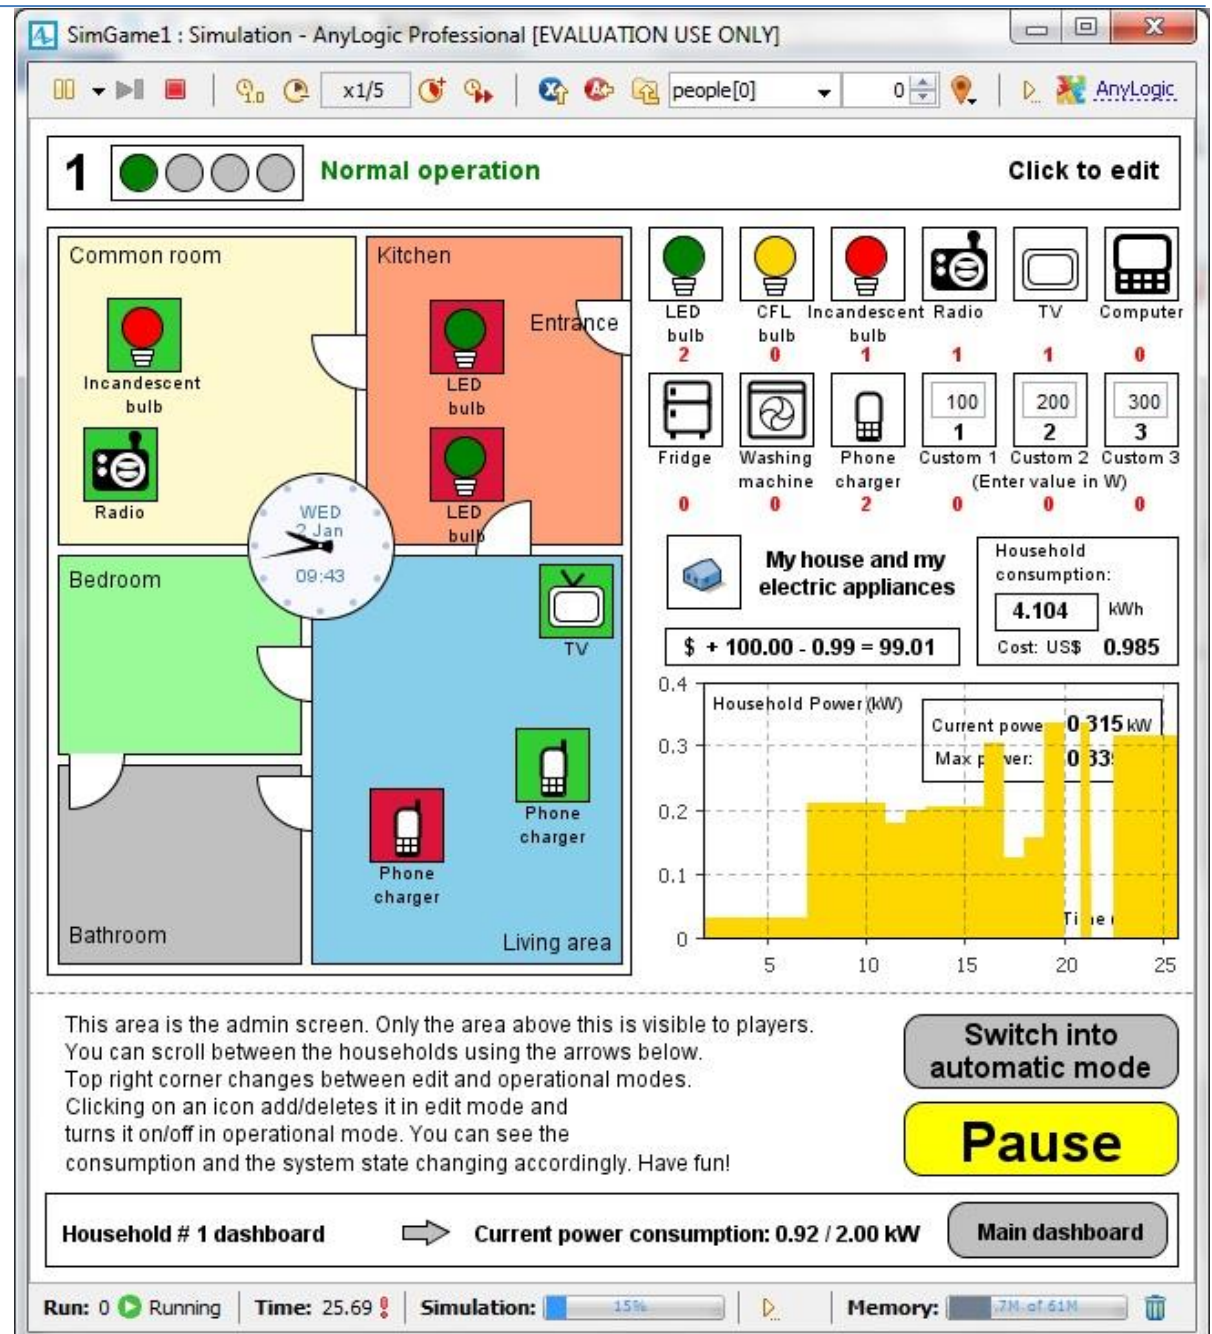 SimGame1 : Simulation - AnyLogic Professional [EVALUATION USE ONLY]
x1/5 people[0] 0 AnyLogic
1 Normal operation Click to edit
Common room
Kitchen
Entrance
Incandescent
bulb
LED
bulb
Radio
LED
bulb
WED
2 Jan
09:43
Bedroom
TV
Phone
charger
Phone
charger
Bathroom
Living area
LED
bulb
2
CFL
bulb
0
Incandescent
bulb
1
Radio
1
TV
1
Computer
0
Fridge
0
Washing
machine
0
Phone
charger
2
100
1
Custom 1
0
200
2
Custom 2
0
300
3
Custom 3
0
(Enter value in W)
My house and my
electric appliances
$ + 100.00 - 0.99 = 99.01
Household
consumption:
4.104 kWh
Cost: US$ 0.985
Household Power (kW)
Current power 0.315 kW
Max power:
0.4
0.3
0.2
0.1
0
5 10 15 20 25
This area is the admin screen. Only the area above this is visible to players.
You can scroll between the households using the arrows below.
Top right corner changes between edit and operational modes.
Clicking on an icon add/deletes it in edit mode and
turns it on/off in operational mode. You can see the
consumption and the system state changing accordingly. Have fun!
Switch into
automatic mode
Pause
Household # 1 dashboard
Current power consumption: 0.92 / 2.00 kW
Main dashboard
Run: 0 Running Time: 25.69 Simulation: 15% Memory: of 61M